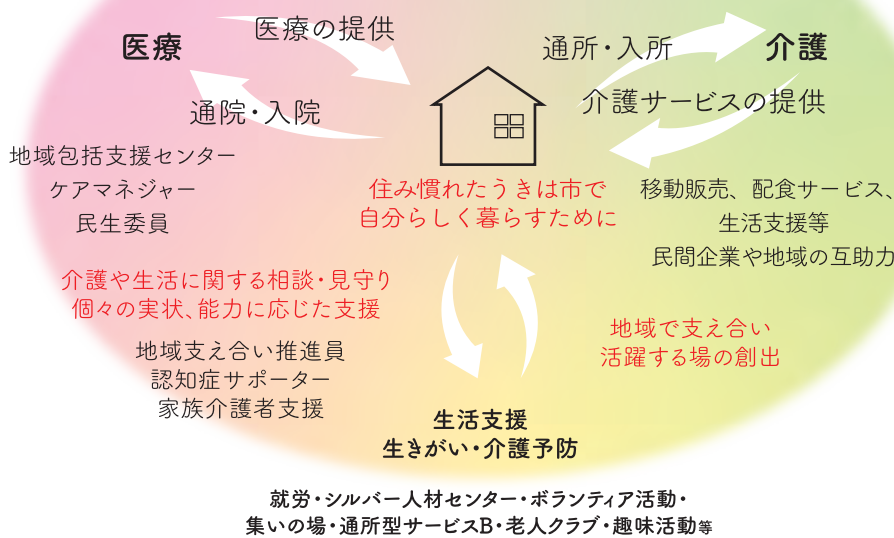 医療
医療の提供
通院・入院
通所・入所
介護
介護サービスの提供
地域包括支援センター
ケアマネジャー
民生委員
住み慣れたうきは市で
自分らしく暮らすために
移動販売、配食サービス、
生活支援等
民間企業や地域の互助力
介護や生活に関する相談・見守り
個々の実状、能力に応じた支援
地域で支え合い
活躍する場の創出
地域支え合い推進員
認知症サポーター
家族介護者支援
生活支援
生きがい・介護予防
就労・シルバー人材センター・ボランティア活動・
集いの場・通所型サービスB・老人クラブ・趣味活動等